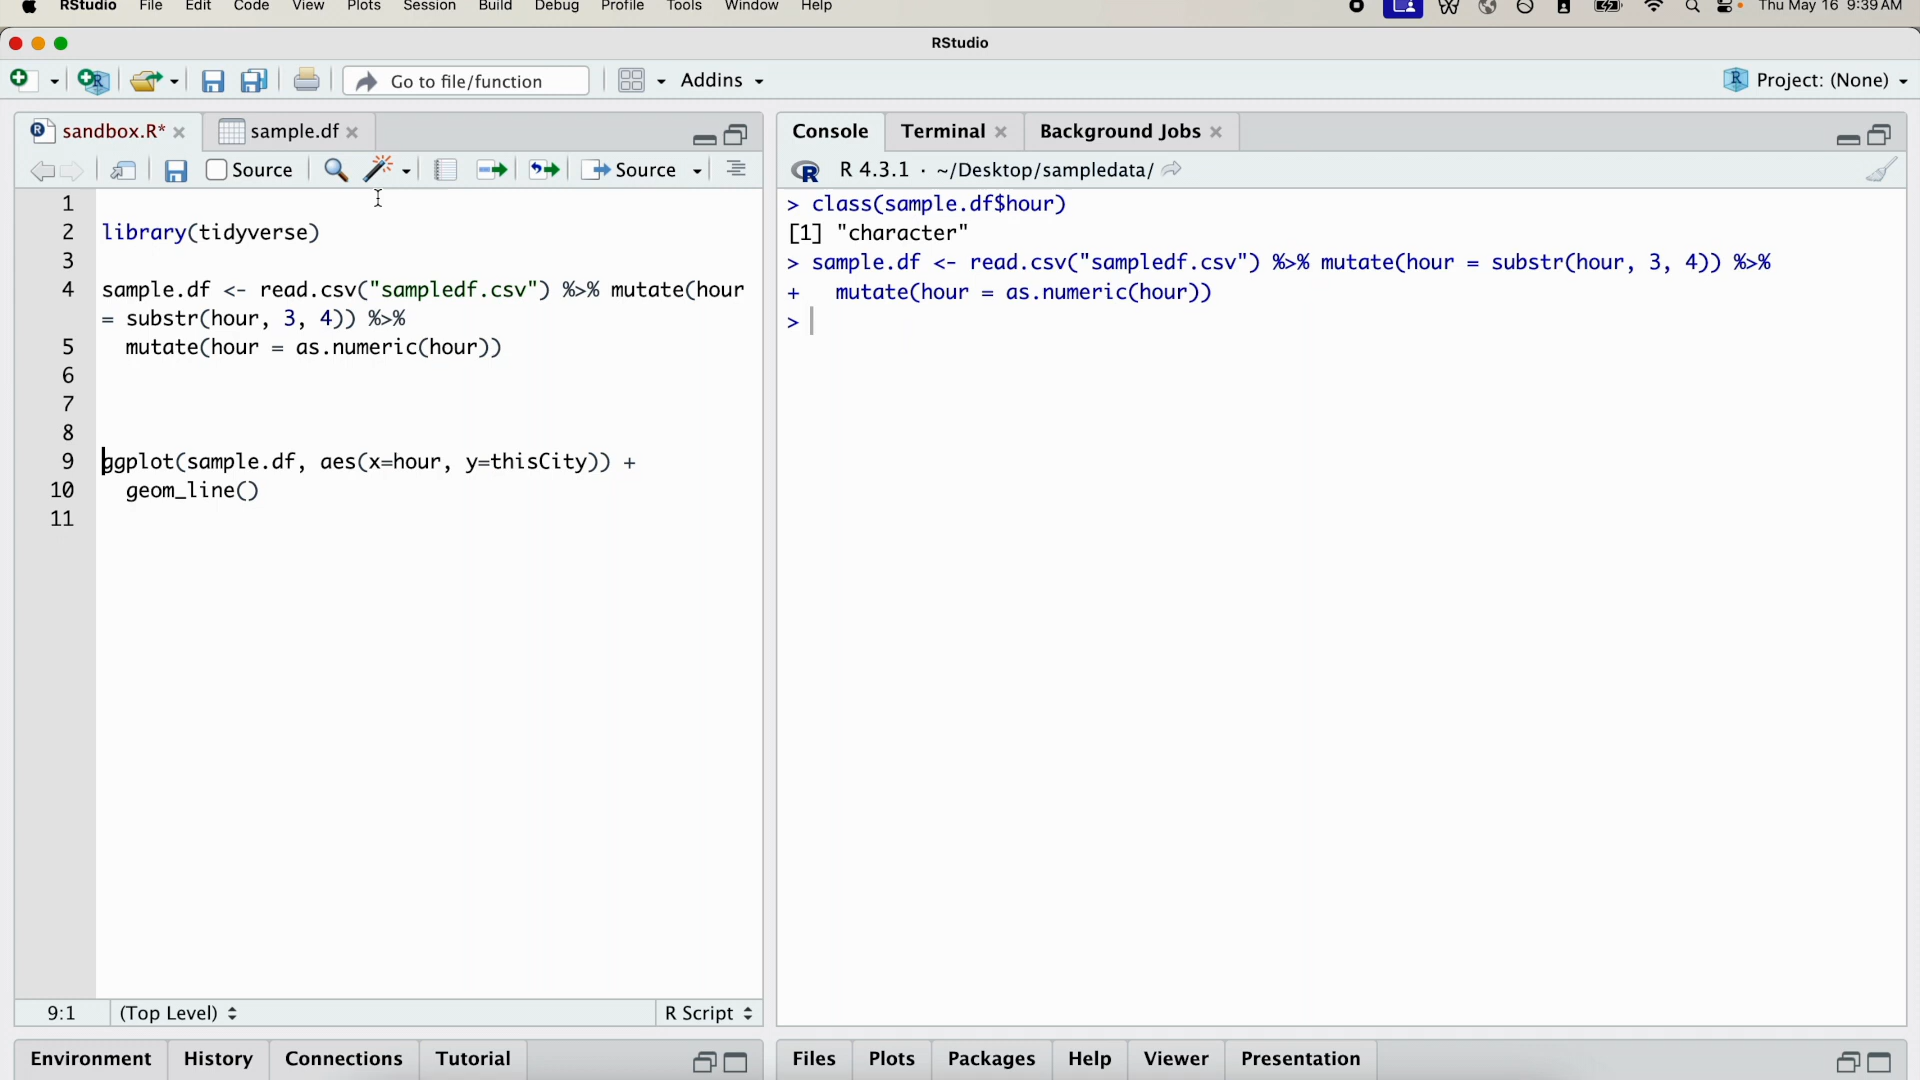 RStudio File Edit Code View Plots Session Build Debug Profile Tools Window Help Thu May 16 9:39 AM
RStudio
Go to file/function Addins Project: (None)
sandbox.R* sample.df
Source Source
1
2 library(tidyverse)
3
4 sample.df <- read.csv("sampledf.csv") %>% mutate(hour
= substr(hour, 3, 4)) %>%
5 mutate(hour = as.numeric(hour))
6
7
8
9 ggplot(sample.df, aes(x=hour, y=thisCity)) +
10 geom_line()
11
9:1 (Top Level) R Script
Environment History Connections Tutorial
Console Terminal Background Jobs
R 4.3.1 · ~/Desktop/sampledata/
> class(sample.df$hour)
[1] "character"
> sample.df <- read.csv("sampledf.csv") %>% mutate(hour = substr(hour, 3, 4)) %>%
+ mutate(hour = as.numeric(hour))
>
Files Plots Packages Help Viewer Presentation